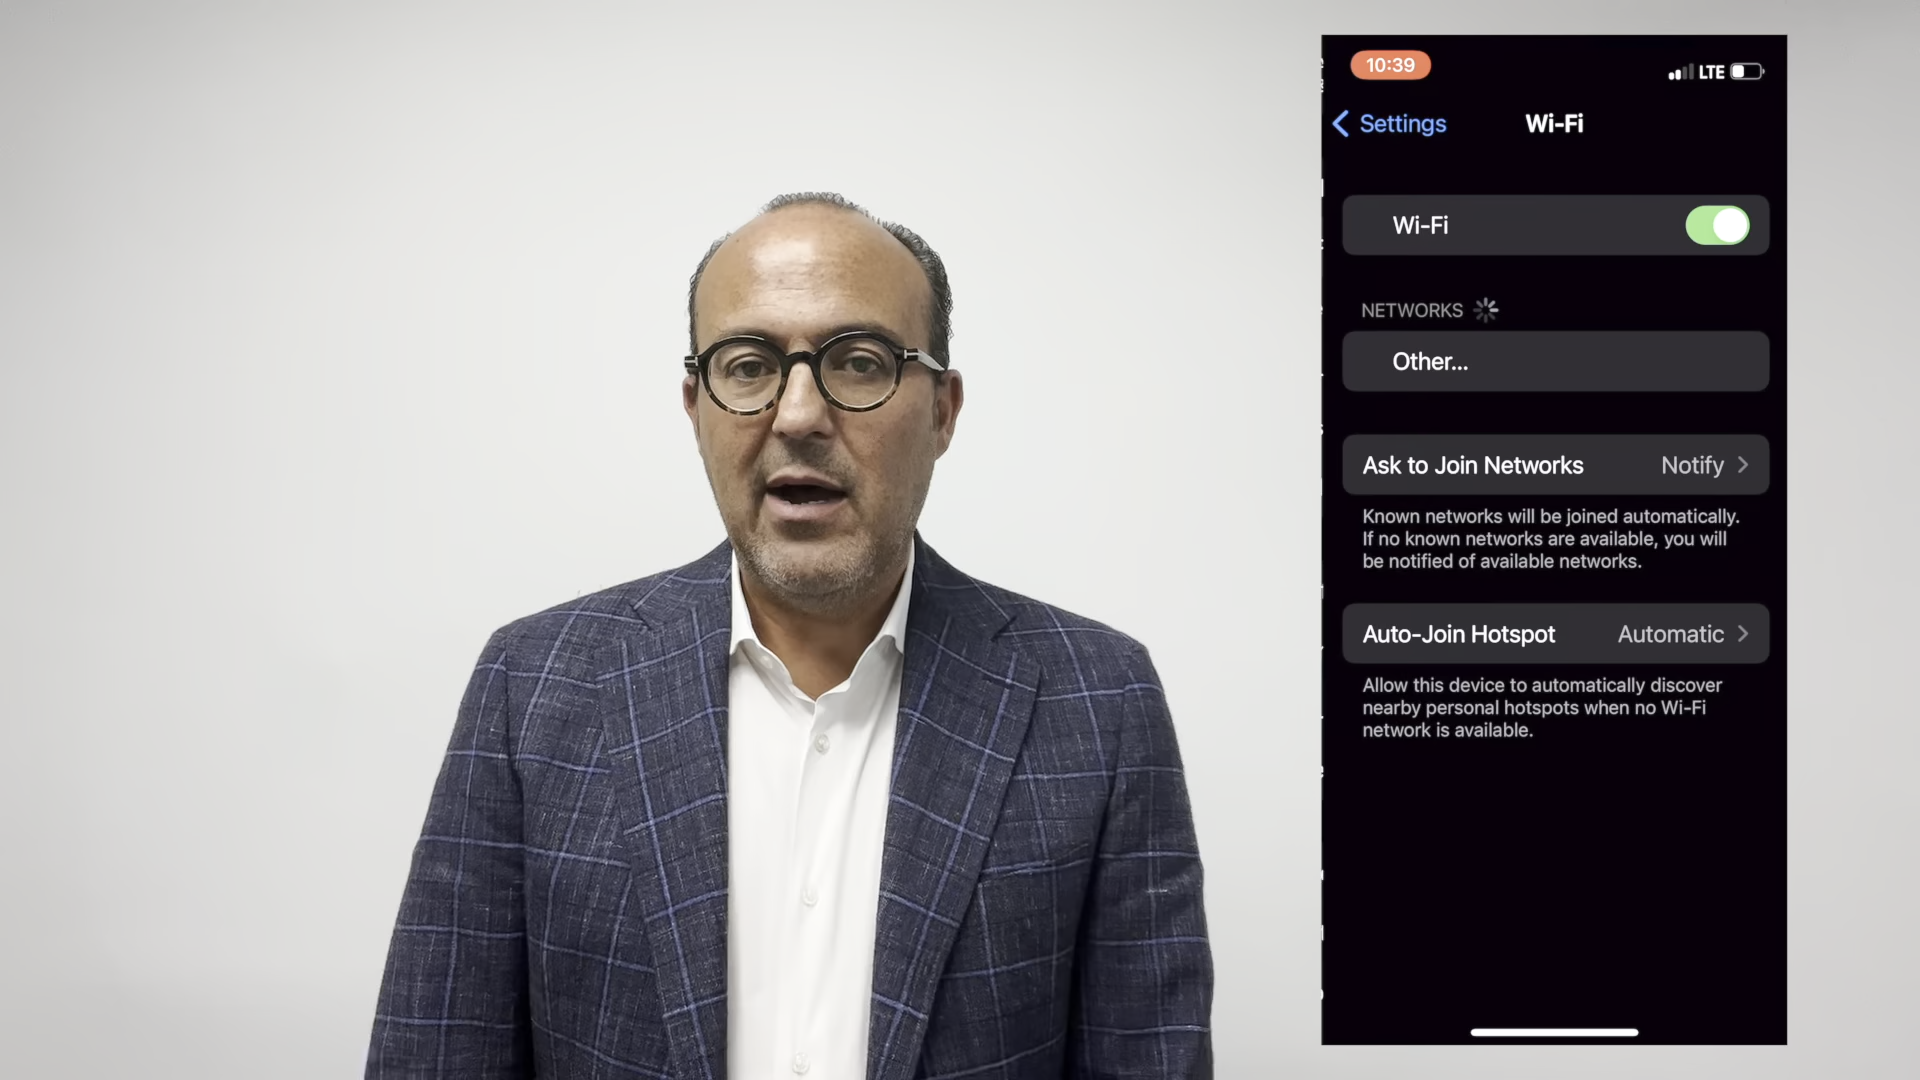 10:39
LTE
Settings
Wi-Fi
Wi-Fi
NETWORKS
Other...
Ask to Join Networks Notify
Known networks will be joined automatically.
If no known networks are available, you will
be notified of available networks.
Auto-Join Hotspot Automatic
Allow this device to automatically discover
nearby personal hotspots when no Wi-Fi
network is available.